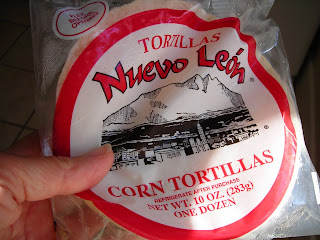 TORTILLAS
Nuevo León
CORN TORTILLAS
REFRIGERATE AFTER PURCHASE
NET WT. 10 OZ. (283g)
ONE DOZEN